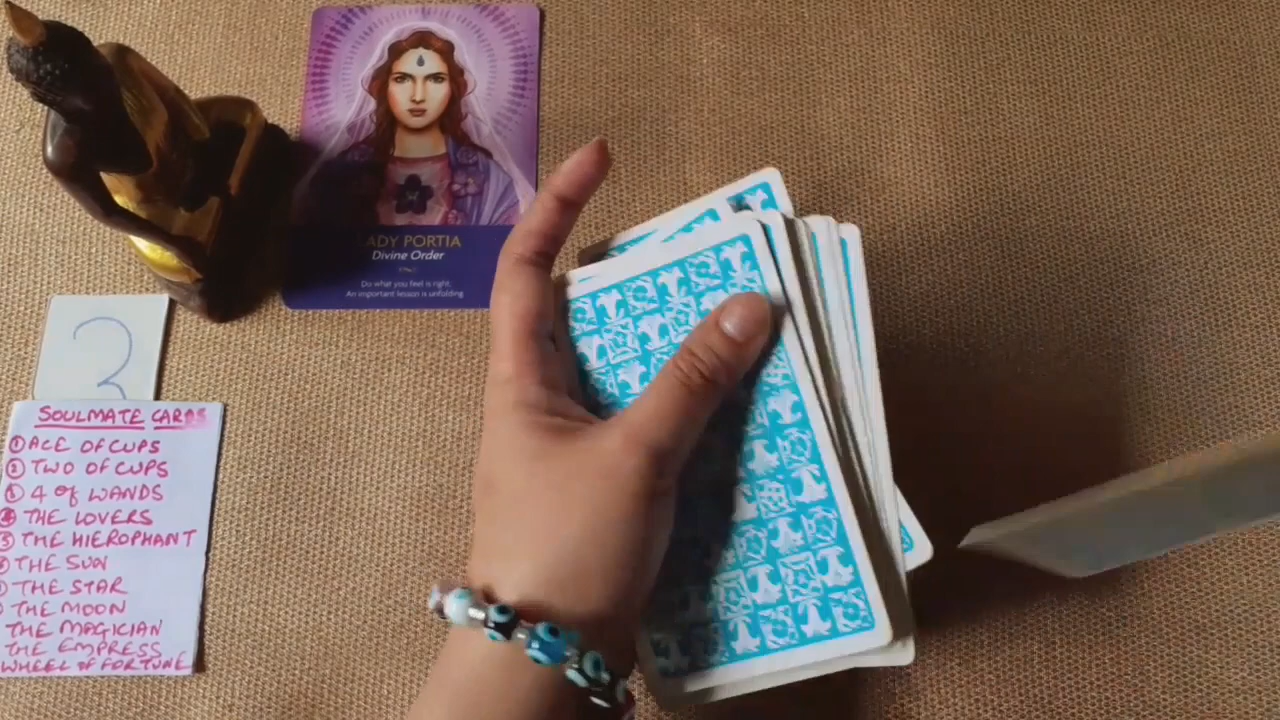 LADY PORTIA
Divine Order
Do what you feel is right.
An important lesson is unfolding
3
SOULMATE CARDS
① ACE OF CUPS
② TWO OF CUPS
③ 4 OF WANDS
④ THE LOVERS
⑤ THE HIEROPHANT
THE SUN
THE STAR
THE MOON
THE MAGICIAN
THE EMPRESS
WHEEL OF FORTUNE